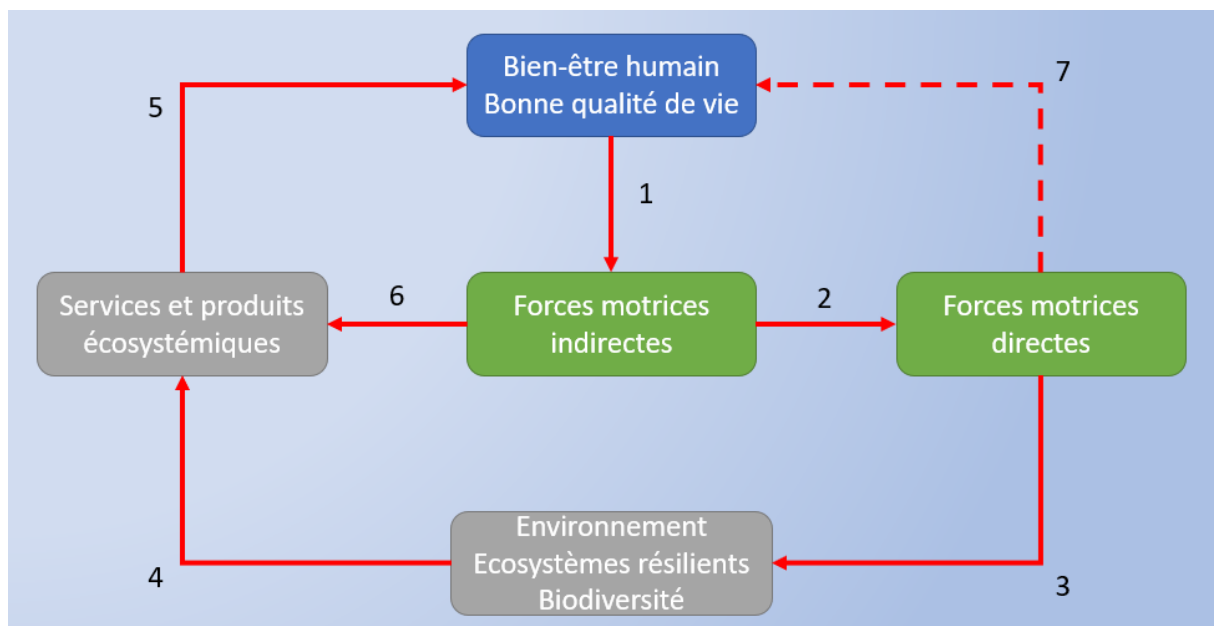 Bien-être humain
Bonne qualité de vie
7
5
1
Services et produits
écosystémiques
6
Forces motrices
indirectes
2
Forces motrices
directes
Environnement
Ecosystèmes résilients
Biodiversité
4
3